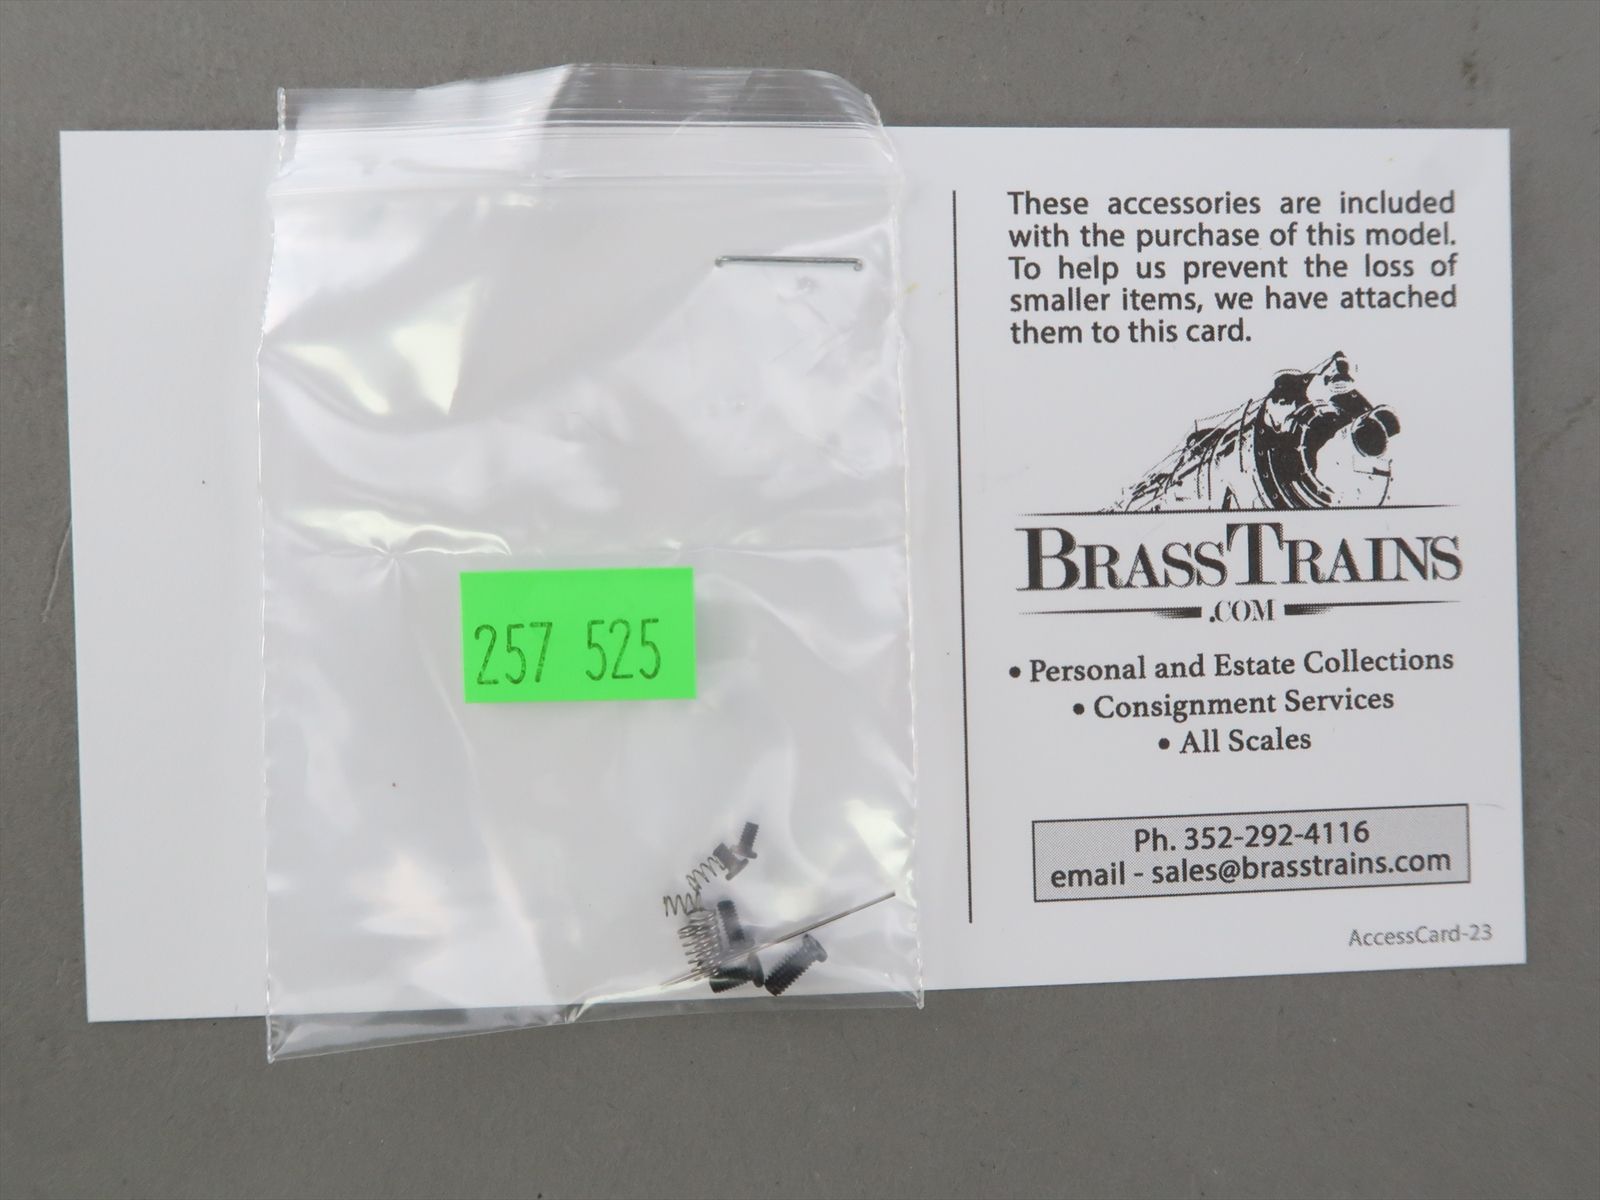 257 525
These accessories are included
with the purchase of this model.
To help us prevent the loss of
smaller items, we have attached
them to this card.
BRASSTRAINS
.COM
• Personal and Estate Collections
• Consignment Services
• All Scales
Ph. 352-292-4116
email - sales@brasstrains.com
AccessCard-23